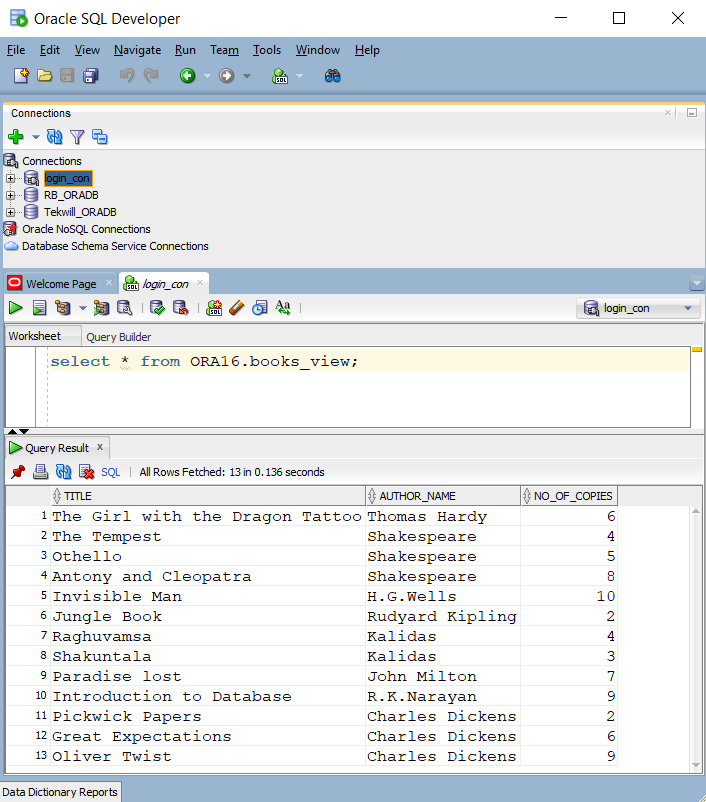 Oracle SQL Developer
File Edit View Navigate Run Team Tools Window Help
SQL
Connections
Connections
login_con
RB_ORADB
Tekwill_ORADB
Oracle NoSQL Connections
Database Schema Service Connections
Welcome Page login_con
Aa login_con
Worksheet Query Builder
select * from ORA16.books_view;
Query Result x
SQL | All Rows Fetched: 13 in 0.136 seconds
TITLE AUTHOR_NAME NO_OF_COPIES
1 The Girl with the Dragon Tattoo Thomas Hardy 6
2 The Tempest Shakespeare 4
3 Othello Shakespeare 5
4 Antony and Cleopatra Shakespeare 8
5 Invisible Man H.G.Wells 10
6 Jungle Book Rudyard Kipling 2
7 Raghuvamsa Kalidas 4
8 Shakuntala Kalidas 3
9 Paradise lost John Milton 7
10 Introduction to Database R.K.Narayan 9
11 Pickwick Papers Charles Dickens 2
12 Great Expectations Charles Dickens 6
13 Oliver Twist Charles Dickens 9
Data Dictionary Reports